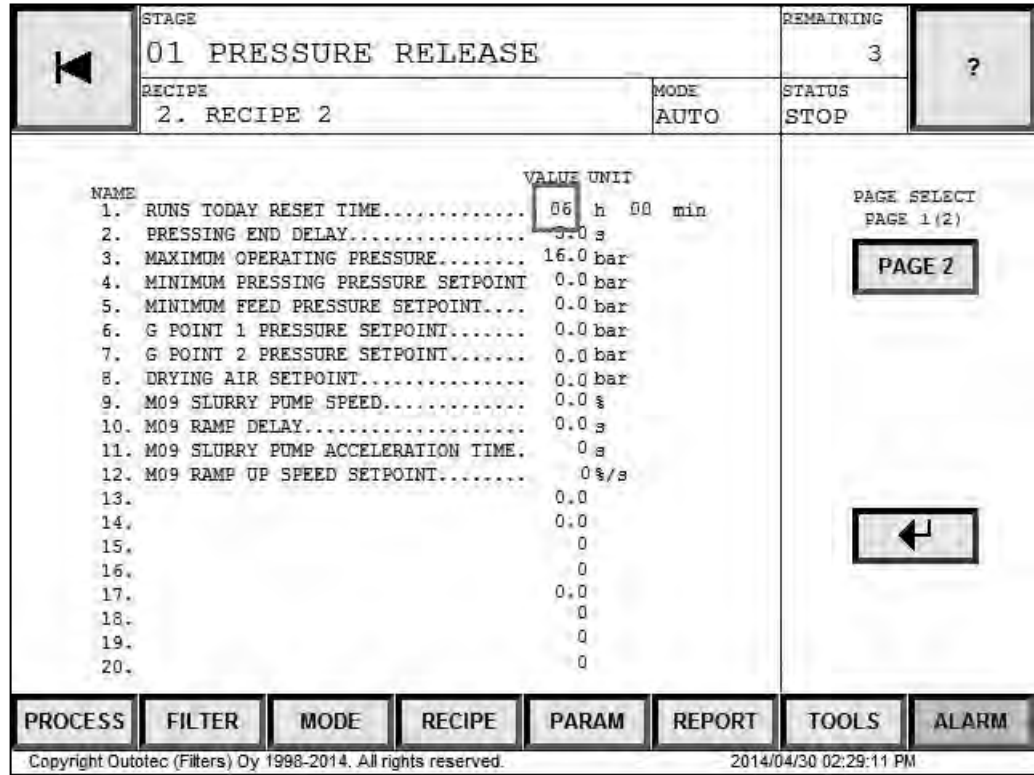 STAGE
01 PRESSURE RELEASE
REMAINING
3
?
RECIPE
2. RECIPE 2
MODE
AUTO
STATUS
STOP
VALUE UNIT
NAME
1. RUNS TODAY RESET TIME............. 06 h 00 min
2. PRESSING END DELAY................ 5.0 s
3. MAXIMUM OPERATING PRESSURE........ 16.0 bar
4. MINIMUM PRESSING PRESSURE SETPOINT 0.0 bar
5. MINIMUM FEED PRESSURE SETPOINT.... 0.0 bar
6. G POINT 1 PRESSURE SETPOINT....... 0.0 bar
7. G POINT 2 PRESSURE SETPOINT....... 0.0 bar
8. DRYING AIR SETPOINT............... 0.0 bar
9. M09 SLURRY PUMP SPEED............. 0.0 %
10. M09 RAMP DELAY.................... 0.0 s
11. M09 SLURRY PUMP ACCELERATION TIME. 0 s
12. M09 RAMP UP SPEED SETPOINT........ 0 %/s
13. 0.0
14. 0.0
15. 0
16. 0
17. 0.0
18. 0
19. 0
20. 0
PAGE SELECT
PAGE 1(2)
PAGE 2
PROCESS FILTER MODE RECIPE PARAM REPORT TOOLS ALARM
Copyright Outotec (Filters) Oy 1998-2014. All rights reserved. 2014/04/30 02:29:11 PM